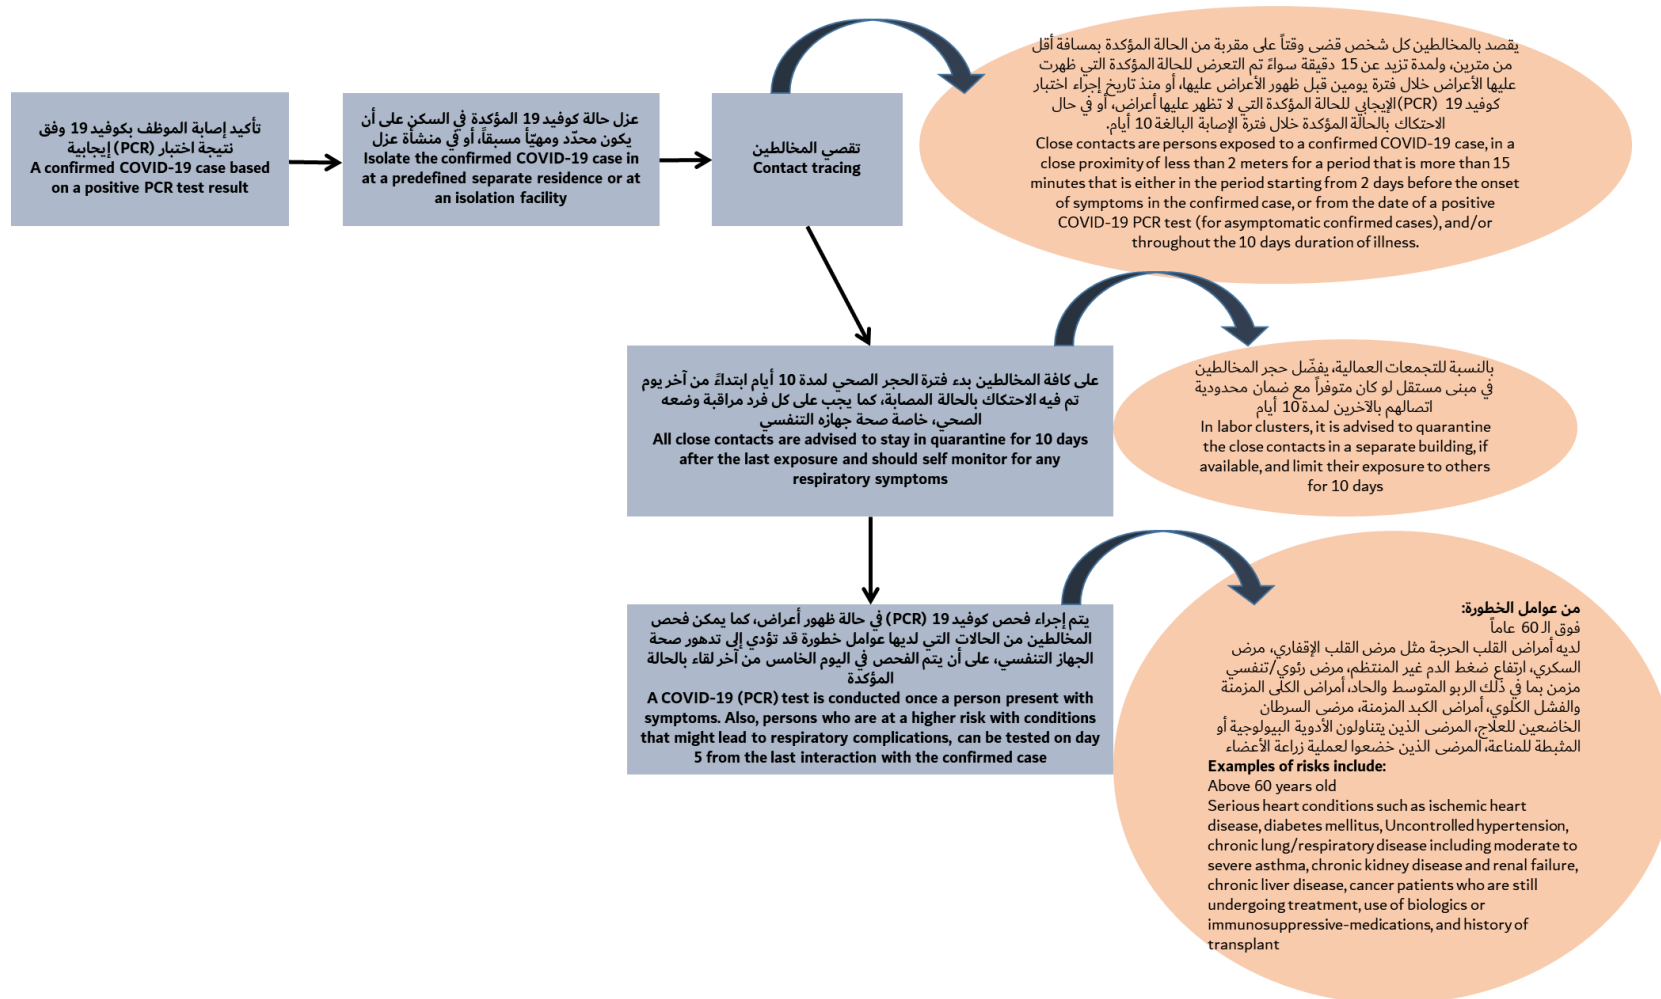 تأكيد إصابة الموظف بكوفيد 19 وفق
نتيجة اختبار (PCR) إيجابية
A confirmed COVID-19 case based
on a positive PCR test result
عزل حالة كوفيد 19 المؤكدة في السكن على أن
يكون محدّد ومهيّأ مسبقاً، أو في منشأة عزل
Isolate the confirmed COVID-19 case in
at a predefined separate residence or at
an isolation facility
تقصي المخالطين
Contact tracing
يقصد بالمخالطين كل شخص قضى وقتاً على مقربة من الحالة المؤكدة بمسافة أقل
من مترين، ولمدة تزيد عن 15 دقيقة سواءً تم التعرض للحالة المؤكدة التي ظهرت
عليها الأعراض خلال فترة يومين قبل ظهور الأعراض عليها، أو منذ تاريخ إجراء اختبار
كوفيد 19 (PCR) الإيجابي للحالة المؤكدة التي لا تظهر عليها أعراض، أو في حال
الاحتكاك بالحالة المؤكدة خلال فترة الإصابة البالغة 10 أيام.
Close contacts are persons exposed to a confirmed COVID-19 case, in a
close proximity of less than 2 meters for a period that is more than 15
minutes that is either in the period starting from 2 days before the onset
of symptoms in the confirmed case, or from the date of a positive
COVID-19 PCR test (for asymptomatic confirmed cases), and/or
throughout the 10 days duration of illness.
على كافة المخالطين بدء فترة الحجر الصحي لمدة 10 أيام ابتداءً من آخر يوم
تم فيه الاحتكاك بالحالة المصابة، كما يجب على كل فرد مراقبة وضعه
الصحي، خاصة صحة جهازه التنفسي
All close contacts are advised to stay in quarantine for 10 days
after the last exposure and should self monitor for any
respiratory symptoms
بالنسبة للتجمعات العمالية، يفضّل حجر المخالطين
في مبنى مستقل لو كان متوفراً مع ضمان محدودية
اتصالهم بالآخرين لمدة 10 أيام
In labor clusters, it is advised to quarantine
the close contacts in a separate building, if
available, and limit their exposure to others
for 10 days
يتم إجراء فحص كوفيد 19 (PCR) في حالة ظهور أعراض، كما يمكن فحص
المخالطين من الحالات التي لديها عوامل خطورة قد تؤدي إلى تدهور صحة
الجهاز التنفسي، على أن يتم الفحص في اليوم الخامس من آخر لقاء بالحالة
المؤكدة
A COVID-19 (PCR) test is conducted once a person present with
symptoms. Also, persons who are at a higher risk with conditions
that might lead to respiratory complications, can be tested on day
5 from the last interaction with the confirmed case
من عوامل الخطورة:
فوق الـ 60 عاماً
لديه أمراض القلب الحرجة مثل مرض القلب الإقفاري، مرض
السكري، ارتفاع ضغط الدم غير المنتظم، مرض رئوي/تنفسي
مزمن بما في ذلك الربو المتوسط والحاد، أمراض الكلى المزمنة
والفشل الكلوي، أمراض الكبد المزمنة، مرضى السرطان
الخاضعين للعلاج، المرضى الذين يتناولون الأدوية البيولوجية أو
المثبطة للمناعة، المرضى الذين خضعوا لعملية زراعة الأعضاء
Examples of risks include:
Above 60 years old
Serious heart conditions such as ischemic heart
disease, diabetes mellitus, Uncontrolled hypertension,
chronic lung/respiratory disease including moderate to
severe asthma, chronic kidney disease and renal failure,
chronic liver disease, cancer patients who are still
undergoing treatment, use of biologics or
immunosuppressive-medications, and history of
transplant